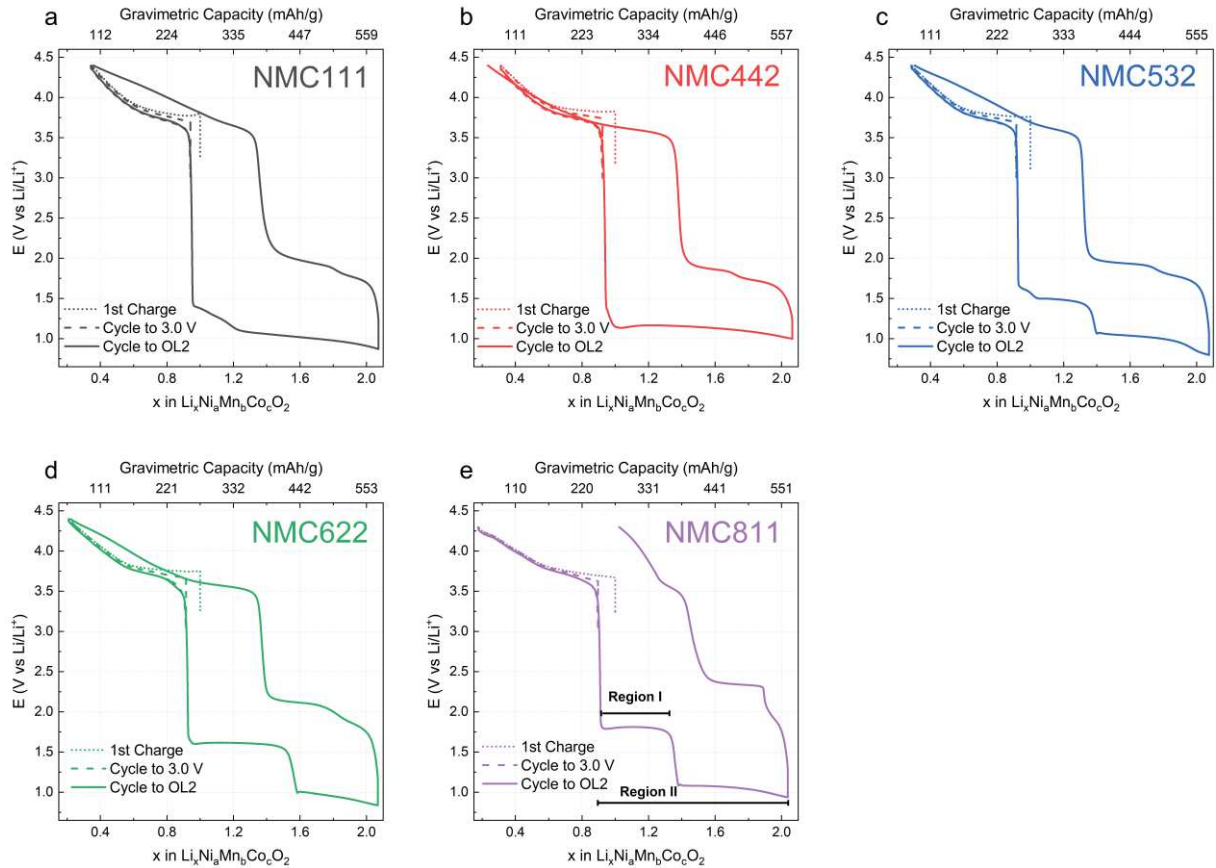 a
Gravimetric Capacity (mAh/g)
112 224 335 447 559
NMC111
4.5
4.0
3.5
3.0
2.5
2.0
1.5
1.0
E (V vs Li/Li⁺)
1st Charge
Cycle to 3.0 V
Cycle to OL2
0.4 0.8 1.2 1.6 2.0
x in LiₓNiₐMn_bCo_cO₂
b
Gravimetric Capacity (mAh/g)
111 223 334 446 557
NMC442
4.5
4.0
3.5
3.0
2.5
2.0
1.5
1.0
E (V vs Li/Li⁺)
1st Charge
Cycle to 3.0 V
Cycle to OL2
0.4 0.8 1.2 1.6 2.0
x in LiₓNiₐMn_bCo_cO₂
c
Gravimetric Capacity (mAh/g)
111 222 333 444 555
NMC532
4.5
4.0
3.5
3.0
2.5
2.0
1.5
1.0
E (V vs Li/Li⁺)
1st Charge
Cycle to 3.0 V
Cycle to OL2
0.4 0.8 1.2 1.6 2.0
x in LiₓNiₐMn_bCo_cO₂
d
Gravimetric Capacity (mAh/g)
111 221 332 442 553
NMC622
4.5
4.0
3.5
3.0
2.5
2.0
1.5
1.0
E (V vs Li/Li⁺)
1st Charge
Cycle to 3.0 V
Cycle to OL2
0.4 0.8 1.2 1.6 2.0
x in LiₓNiₐMn_bCo_cO₂
e
Gravimetric Capacity (mAh/g)
110 220 331 441 551
NMC811
4.5
4.0
3.5
3.0
2.5
2.0
1.5
1.0
E (V vs Li/Li⁺)
Region I
1st Charge
Cycle to 3.0 V
Cycle to OL2
Region II
0.4 0.8 1.2 1.6 2.0
x in LiₓNiₐMn_bCo_cO₂